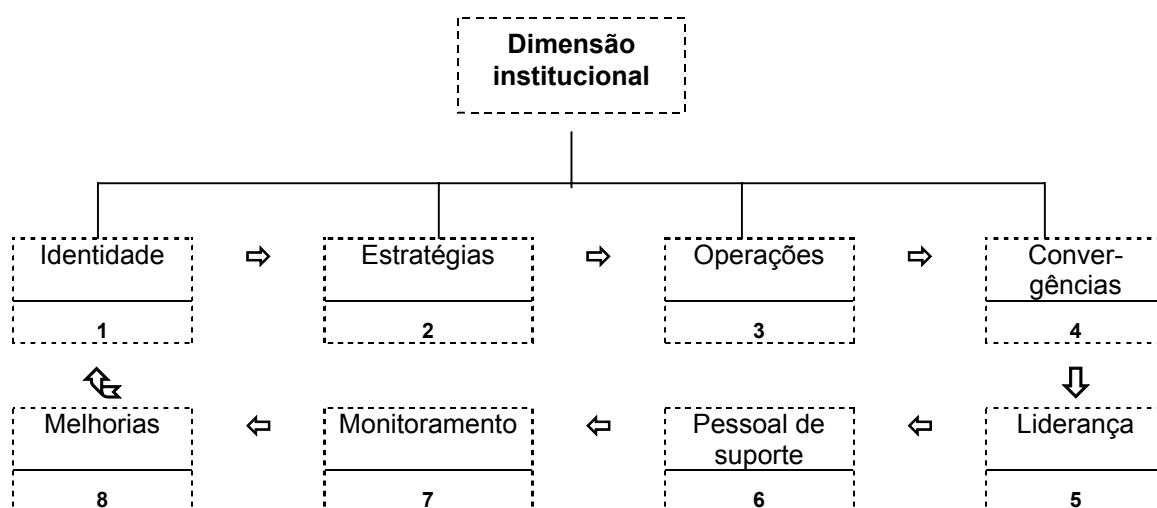 Dimensão
institucional
Identidade
Estratégias
Operações
Conver-
gências
1
2
3
4
Melhorias
Monitoramento
Pessoal de
suporte
Liderança
8
7
6
5